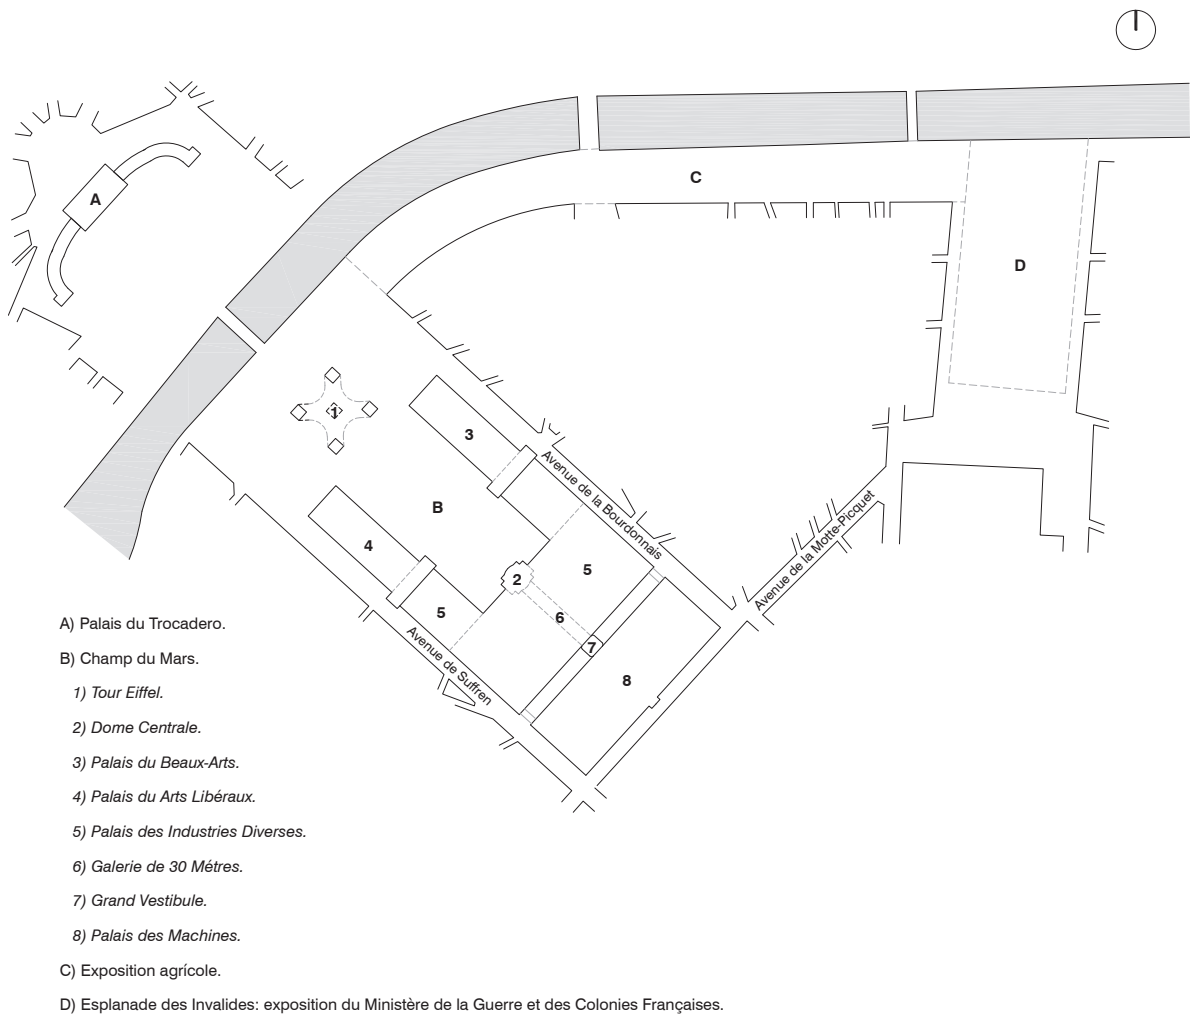 A
C
D
1
3
B
4
2
5
5
6
7
8
Avenue de la Bourdonnais
Avenue de la Motte-Picquet
Avenue de Suffren
A) Palais du Trocadero.
B) Champ du Mars.
1) Tour Eiffel.
2) Dome Centrale.
3) Palais du Beaux-Arts.
4) Palais du Arts Libéraux.
5) Palais des Industries Diverses.
6) Galerie de 30 Métres.
7) Grand Vestibule.
8) Palais des Machines.
C) Exposition agrícole.
D) Esplanade des Invalides: exposition du Ministère de la Guerre et des Colonies Françaises.